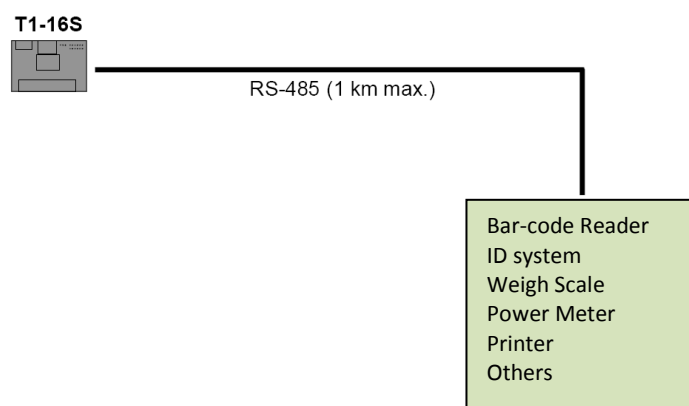 T1-16S
RS-485 (1 km max.)
Bar-code Reader
ID system
Weigh Scale
Power Meter
Printer
Others